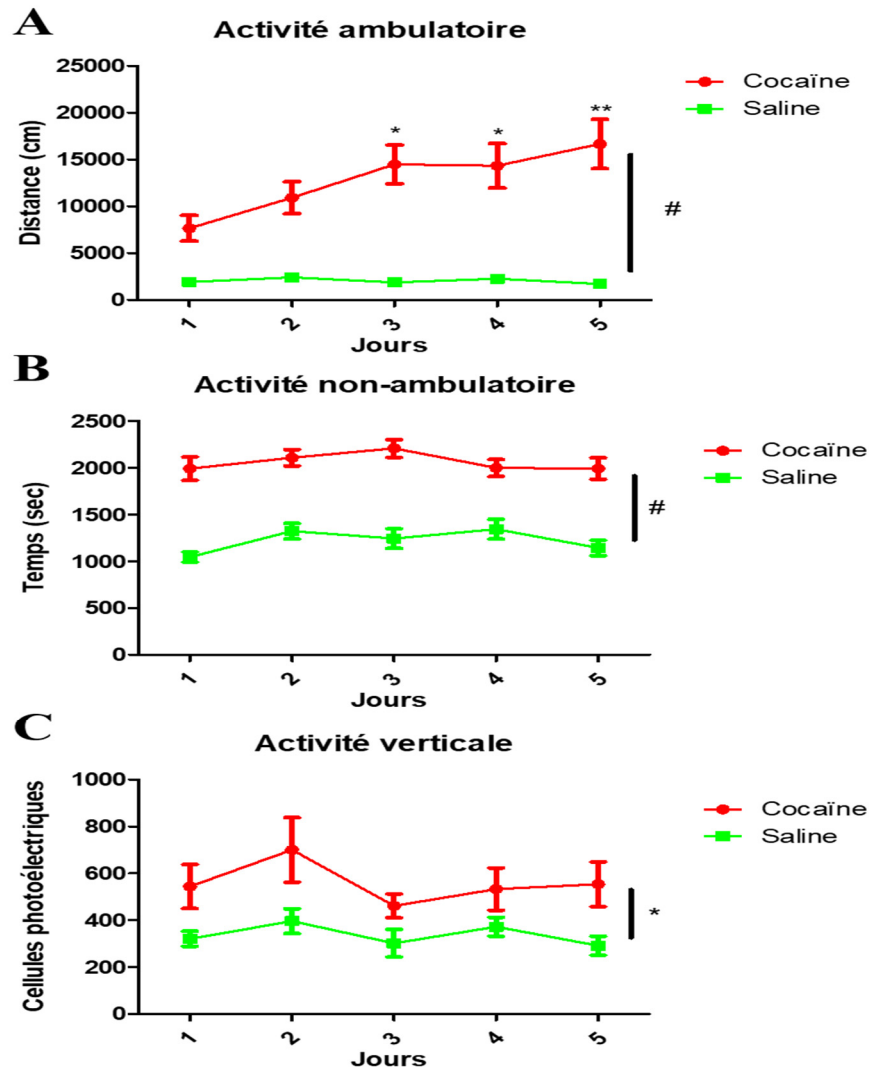 A
Activité ambulatoire
25000
20000
15000
10000
5000
0
Distance (cm)
* * **
#
Cocaïne
Saline
1 2 3 4 5
Jours
B
Activité non-ambulatoire
2500
2000
1500
1000
500
0
Temps (sec)
#
Cocaïne
Saline
1 2 3 4 5
Jours
C
Activité verticale
1000
800
600
400
200
0
Cellules photoélectriques
*
Cocaïne
Saline
1 2 3 4 5
Jours